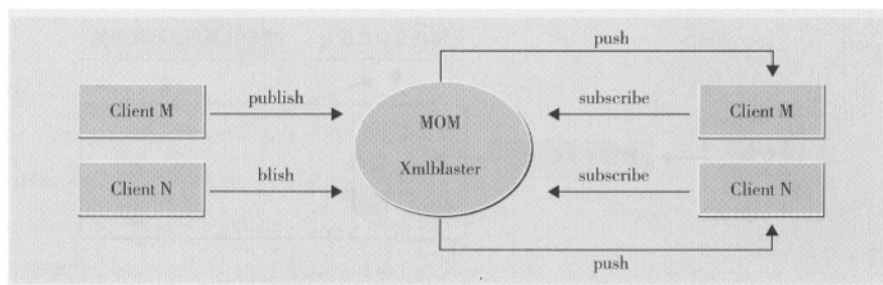 push
Client M
publish
MOM
subscribe
Client M
Client N
blish
Xmlblaster
subscribe
Client N
push